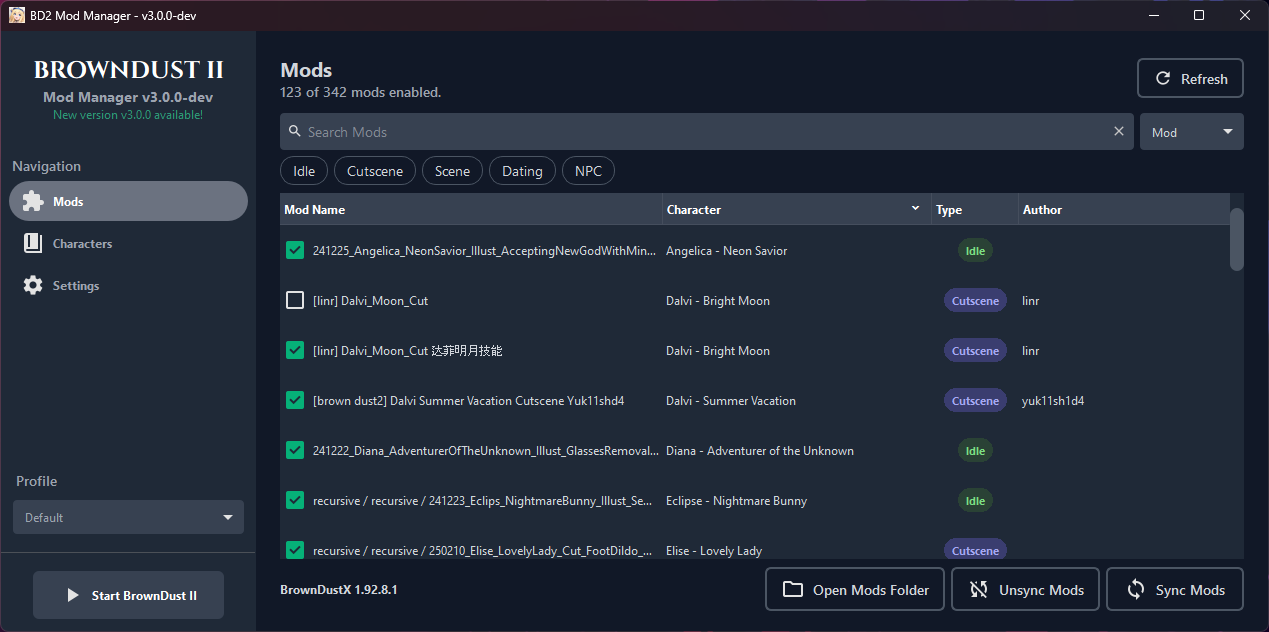 BD2 Mod Manager - v3.0.0-dev
BROWNDUST II
Mod Manager v3.0.0-dev
New version v3.0.0 available!
Navigation
Mods
Characters
Settings
Profile
Default
Start BrownDust II
Mods
123 of 342 mods enabled.
Refresh
Search Mods
Mod
Idle Cutscene Scene Dating NPC
Mod Name Character Type Author
241225_Angelica_NeonSavior_Illust_AcceptingNewGodWithMin... Angelica - Neon Savior Idle
[linr] Dalvi_Moon_Cut Dalvi - Bright Moon Cutscene linr
[linr] Dalvi_Moon_Cut 达菲明月技能 Dalvi - Bright Moon Cutscene linr
[brown dust2] Dalvi Summer Vacation Cutscene Yuk11shd4 Dalvi - Summer Vacation Cutscene yuk11sh1d4
241222_Diana_AdventurerOfTheUnknown_Illust_GlassesRemoval... Diana - Adventurer of the Unknown Idle
recursive / recursive / 241223_Eclips_NightmareBunny_Illust_Se... Eclipse - Nightmare Bunny Idle
recursive / recursive / 250210_Elise_LovelyLady_Cut_FootDildo_... Elise - Lovely Lady Cutscene
BrownDustX 1.92.8.1
Open Mods Folder
Unsync Mods
Sync Mods